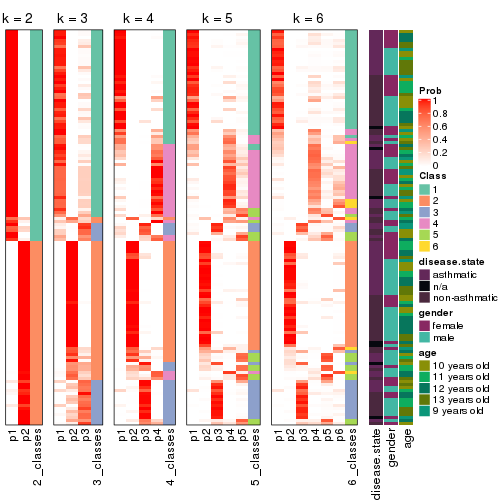 k = 2 k = 3 k = 4 k = 5 k = 6
Prob
1
0.8
0.6
0.4
0.2
0
Class
1
2
3
4
5
6
disease.state
asthmatic
n/a
non-asthmatic
gender
female
male
age
10 years old
11 years old
12 years old
13 years old
9 years old
p1 p2 2_classes p1 p2 p3 3_classes p1 p2 p3 p4 4_classes p1 p2 p3 p4 p5 5_classes p1 p2 p3 p4 p5 p6 6_classes disease.state gender age